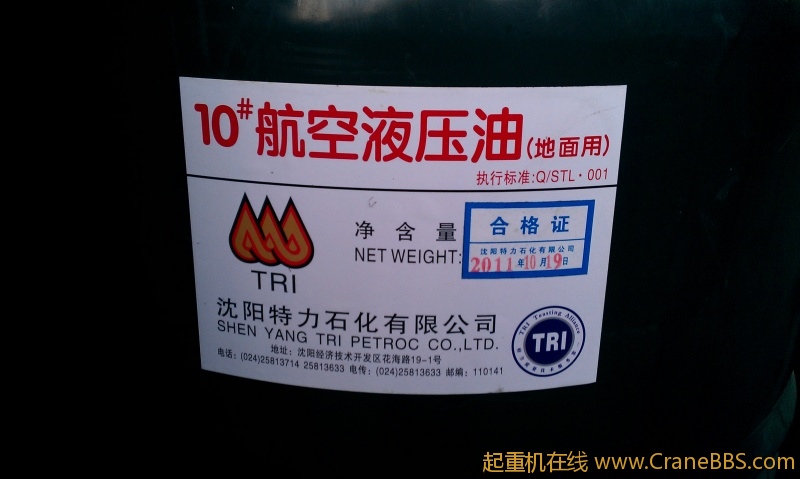 10#航空液压油(地面用)
执行标准:Q/STL·001
净含量
NET WEIGHT:
合格证
沈阳特力石化有限公司
2011年10月19日
TRI
沈阳特力石化有限公司
SHEN YANG TRI PETROC CO.,LTD.
地址: 沈阳经济技术开发区花海路19-1号
电话: (024)25813714 25813633 电传: (024)25813633 邮编: 110141
TRI Teasting Alliance
TRI
起重机在线 www.CraneBBS.com